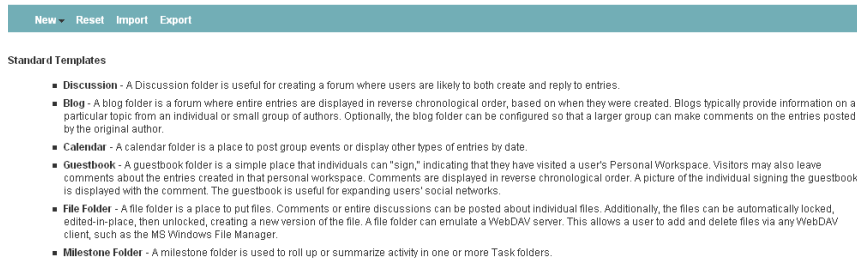 New Reset Import Export
Standard Templates
Discussion - A Discussion folder is useful for creating a forum where users are likely to both create and reply to entries.
Blog - A blog folder is a forum where entire entries are displayed in reverse chronological order, based on when they were created. Blogs typically provide information on a
particular topic from an individual or small group of authors. Optionally, the blog folder can be configured so that a larger group can make comments on the entries posted
by the original author.
Calendar - A calendar folder is a place to post group events or display other types of entries by date.
Guestbook - A guestbook folder is a simple place that individuals can "sign," indicating that they have visited a user's Personal Workspace. Visitors may also leave
comments about the entries created in that personal workspace. Comments are displayed in reverse chronological order. A picture of the individual signing the guestbook
is displayed with the comment. The guestbook is useful for expanding users' social networks.
File Folder - A file folder is a place to put files. Comments or entire discussions can be posted about individual files. Additionally, the files can be automatically locked,
edited-in-place, then unlocked, creating a new version of the file. A file folder can emulate a WebDAV server. This allows a user to add and delete files via any WebDAV
client, such as the MS Windows File Manager.
Milestone Folder - A milestone folder is used to roll up or summarize activity in one or more Task folders.